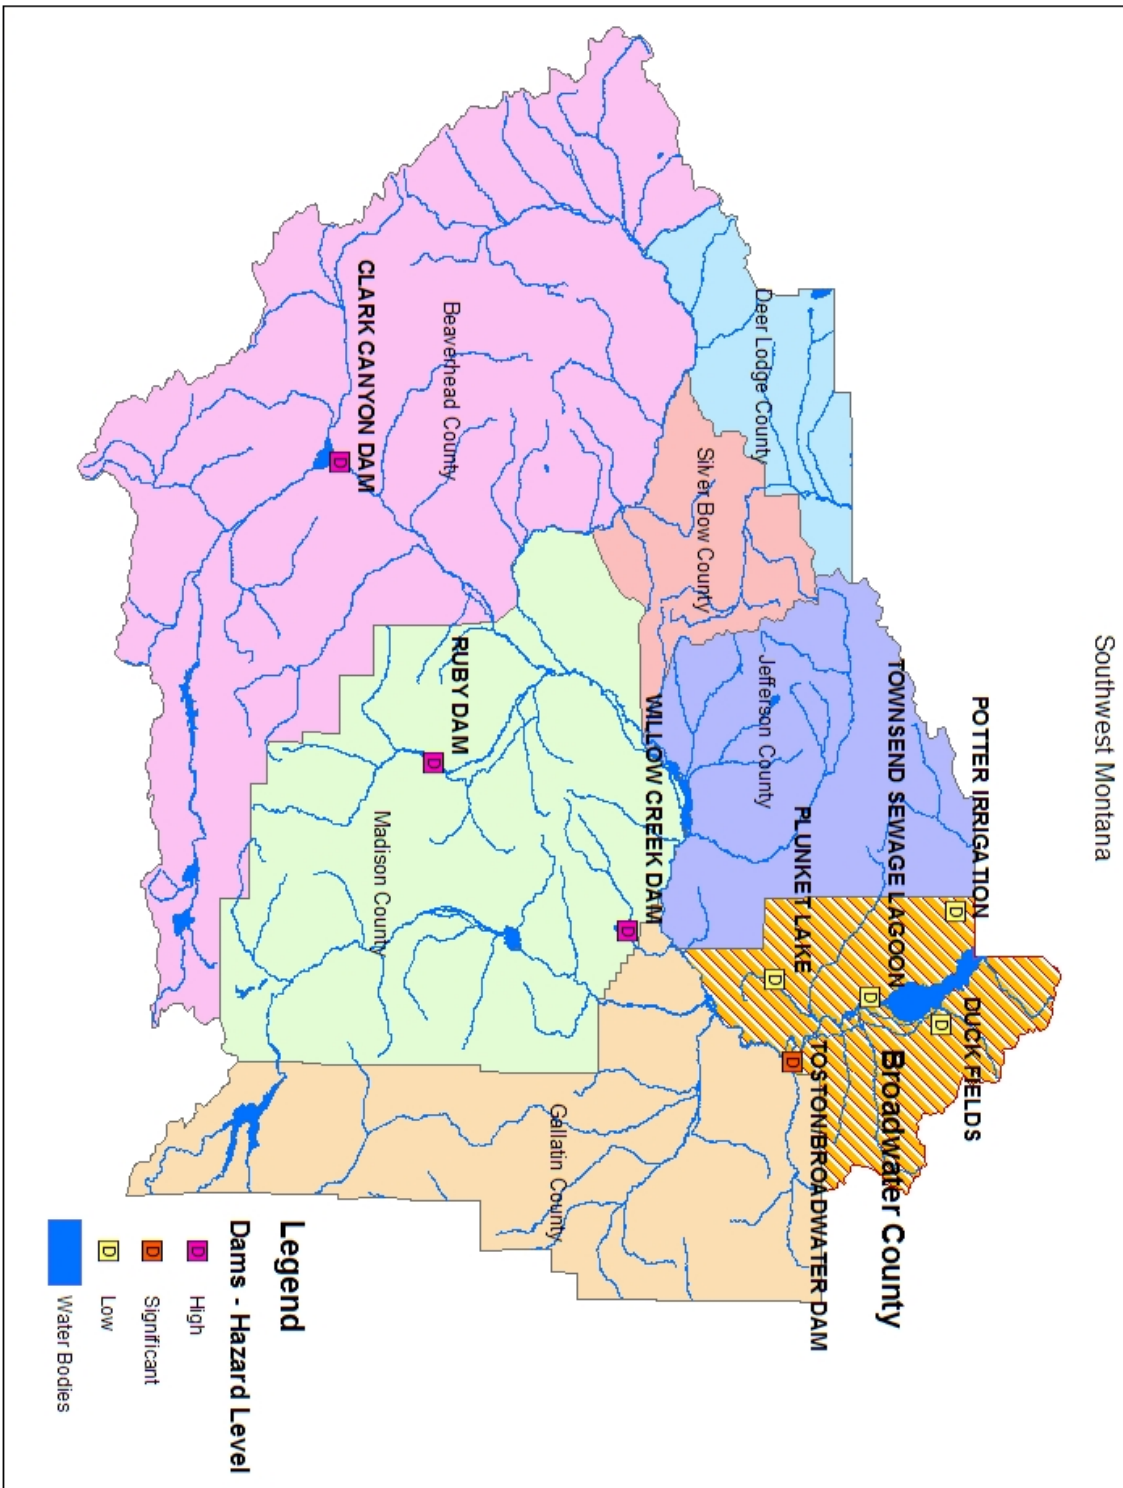 Southwest Montana
POTTER IRRIGATION
DUCK FIELDS
TOWNSEND SEWAGE LAGOON
Broadwater County
TOSTON/BROADWATER DAM
PLUNKET LAKE
Deer Lodge County
Jefferson County
Silver Bow County
WILLOW CREEK DAM
Gallatin County
RUBY DAM
Beaverhead County
Madison County
CLARK CANYON DAM
D
D
D
D
D
D
D
D
Legend
Dams - Hazard Level
D High
D Significant
D Low
Water Bodies